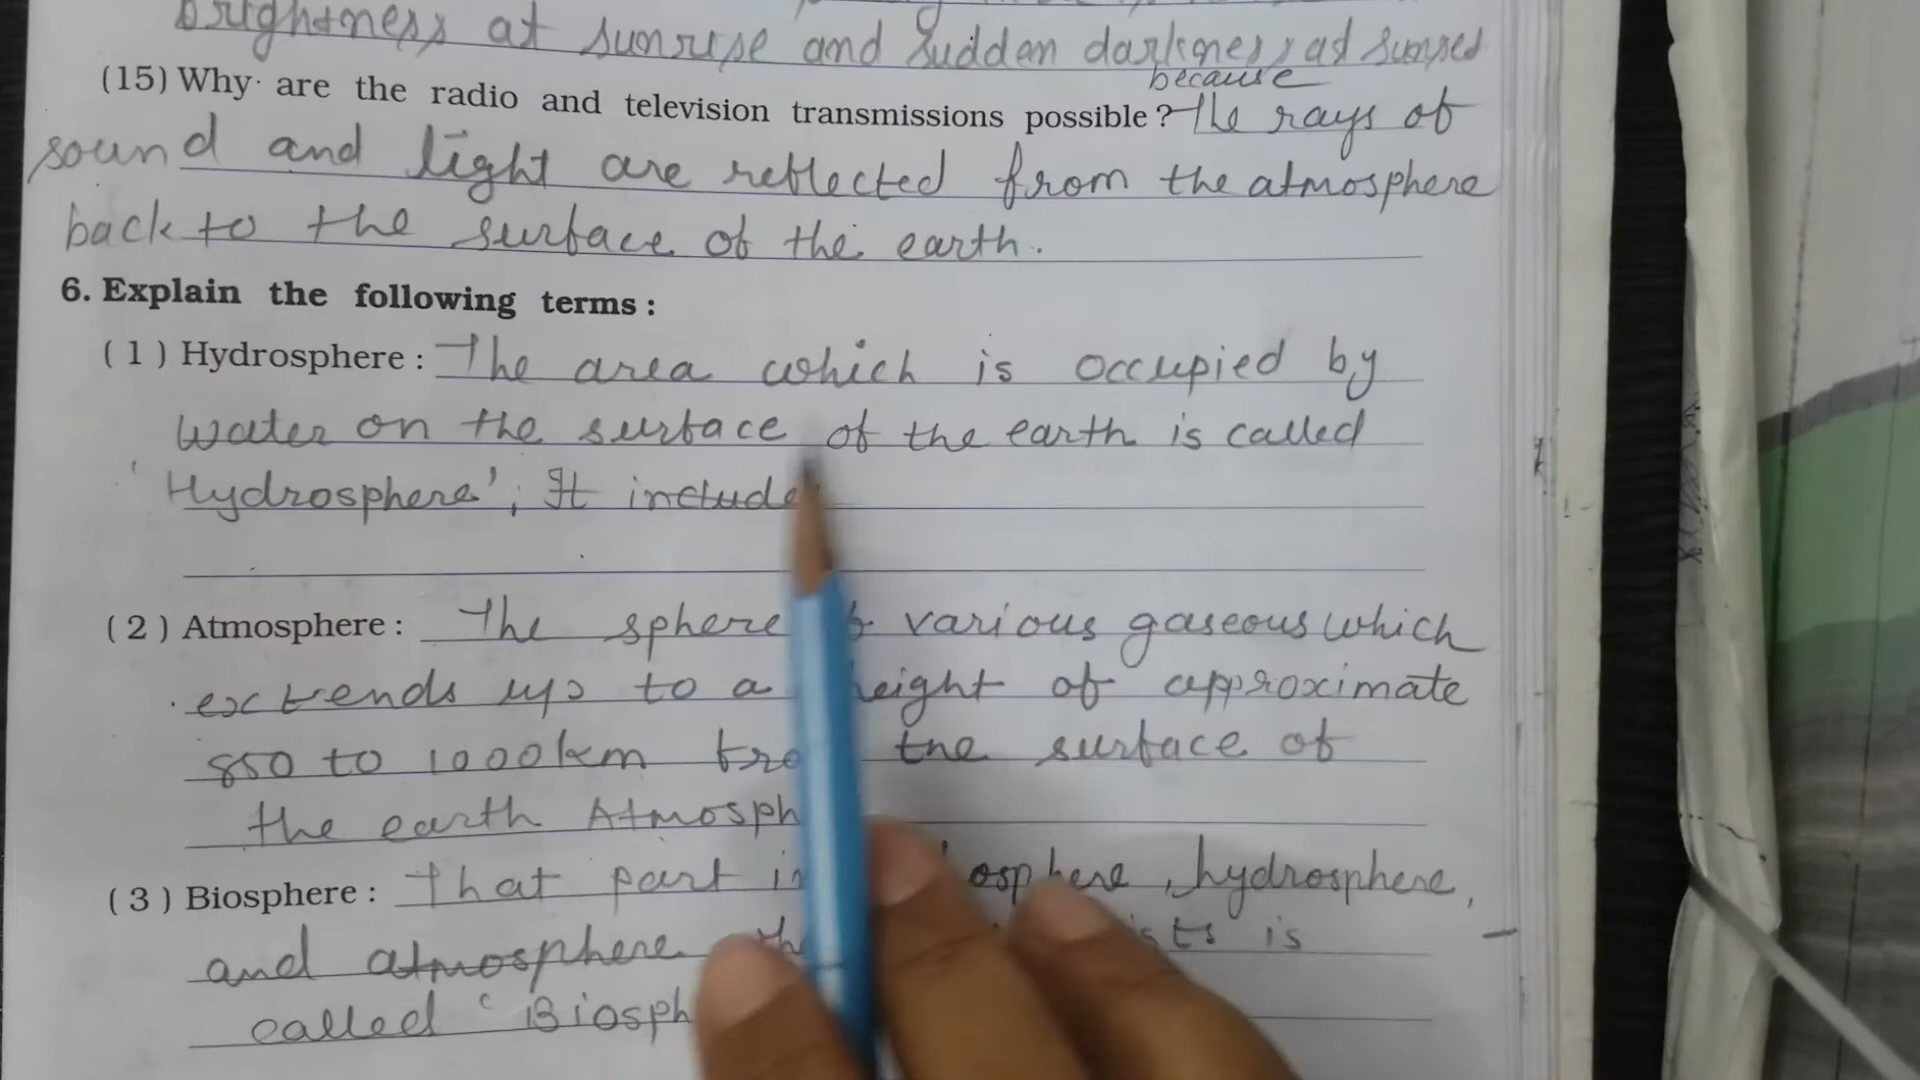 brightness at sunrise and sudden darkness at sunset
(15) Why are the radio and television transmissions possible? because The rays of
sound and light are reflected from the atmosphere
back to the surface of the earth.
6. Explain the following terms:
(1) Hydrosphere: The area which is occupied by
water on the surface of the earth is called
'Hydrosphere', It include
(2) Atmosphere: The sphere various gaseous which
extends up to a height of approximate
850 to 1000km the surface of
the earth Atmosph
(3) Biosphere: That part hydrosphere,
and atmosphere is
called 'Biosph